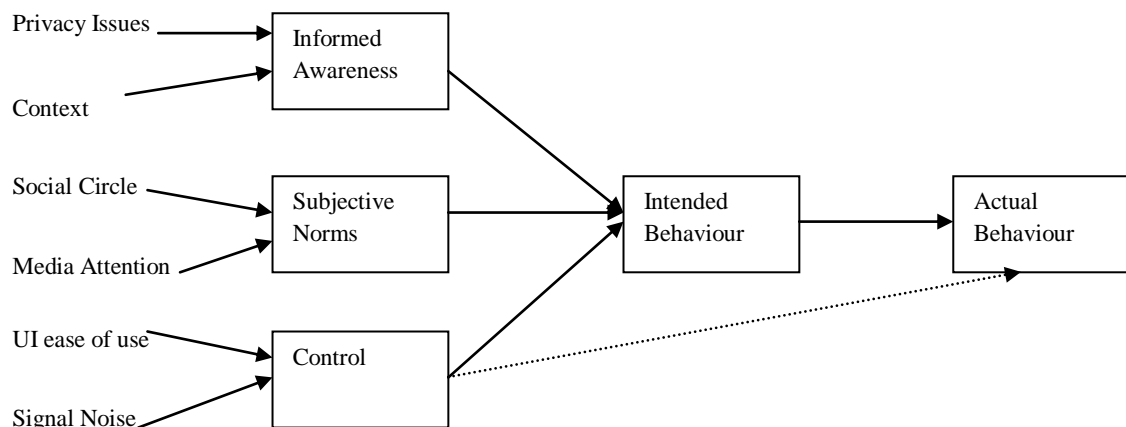 Privacy Issues
Informed
Awareness
Context
Social Circle
Subjective
Norms
Intended
Behaviour
Actual
Behaviour
Media Attention
UI ease of use
Control
Signal Noise